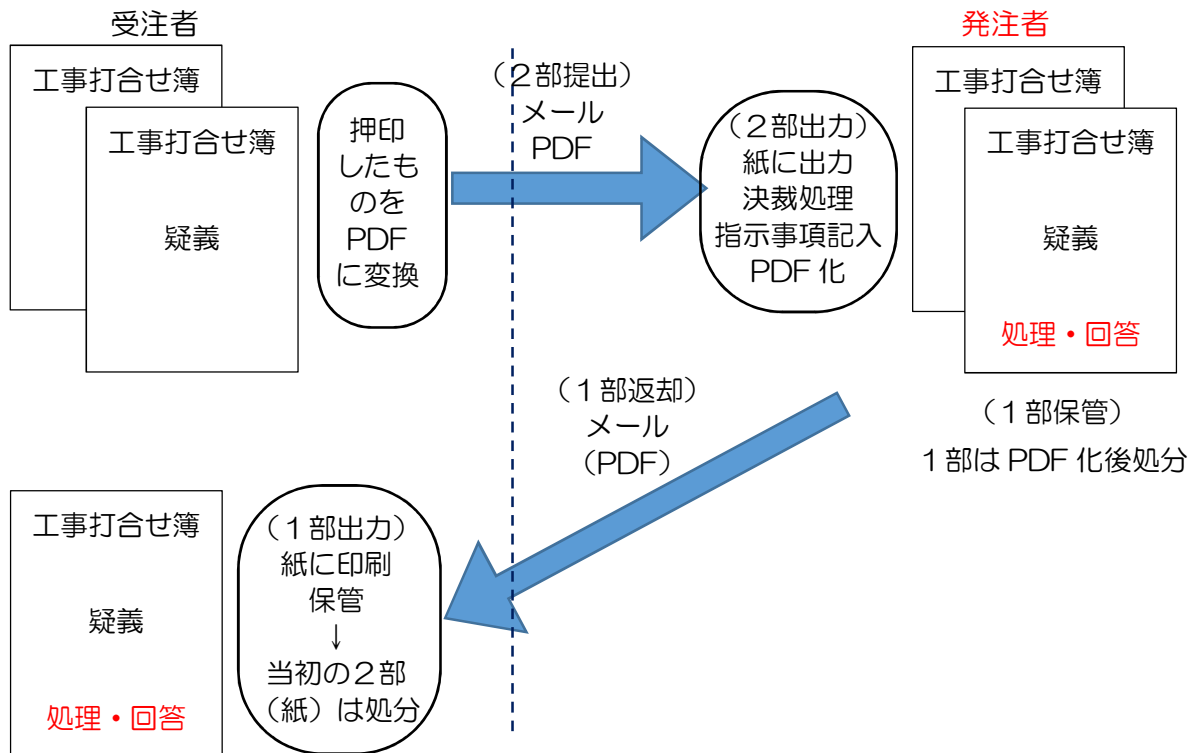 受注者
工事打合せ簿
工事打合せ簿
疑義
押印
したも
のを
PDF
に変換
（２部提出）
メール
PDF
発注者
（２部出力）
紙に出力
決裁処理
指示事項記入
PDF 化
工事打合せ簿
工事打合せ簿
疑義
処理・回答
（１部保管）
１部は PDF 化後処分
（１部返却）
メール
（PDF）
工事打合せ簿
疑義
処理・回答
（１部出力）
紙に印刷
保管
↓
当初の２部
（紙）は処分